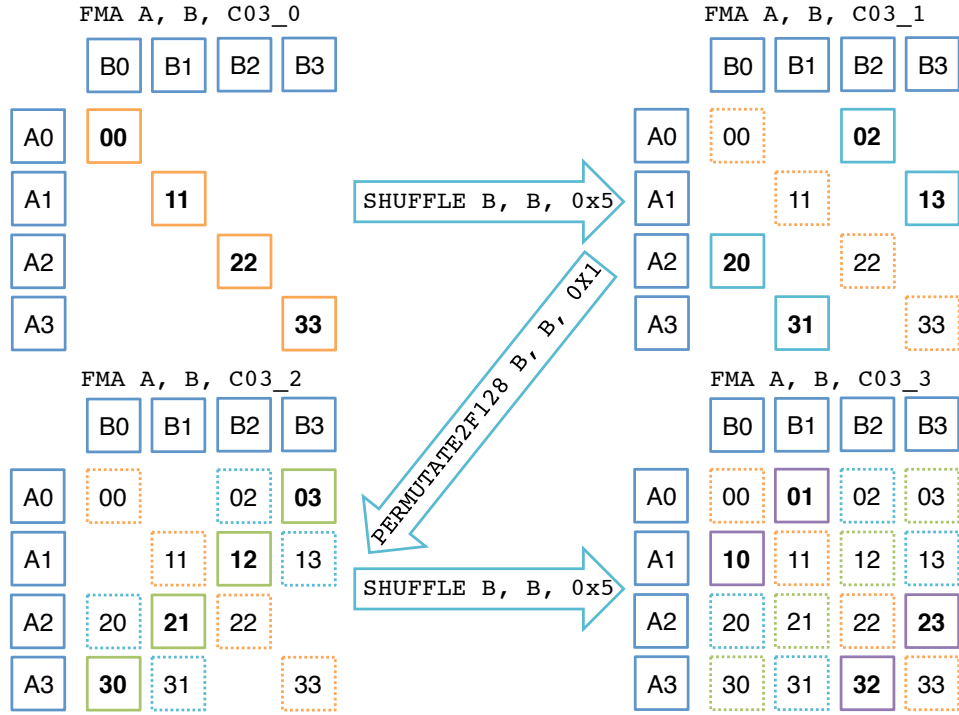 FMA A, B, C03_0
B0 B1 B2 B3
A0 00
A1 11
A2 22
A3 33
SHUFFLE B, B, 0x5
FMA A, B, C03_1
B0 B1 B2 B3
A0 00 02
A1 11 13
A2 20 22
A3 31 33
PERMUTATE2F128 B, B, 0X1
FMA A, B, C03_2
B0 B1 B2 B3
A0 00 02 03
A1 11 12 13
A2 20 21 22
A3 30 31 33
SHUFFLE B, B, 0x5
FMA A, B, C03_3
B0 B1 B2 B3
A0 00 01 02 03
A1 10 11 12 13
A2 20 21 22 23
A3 30 31 32 33